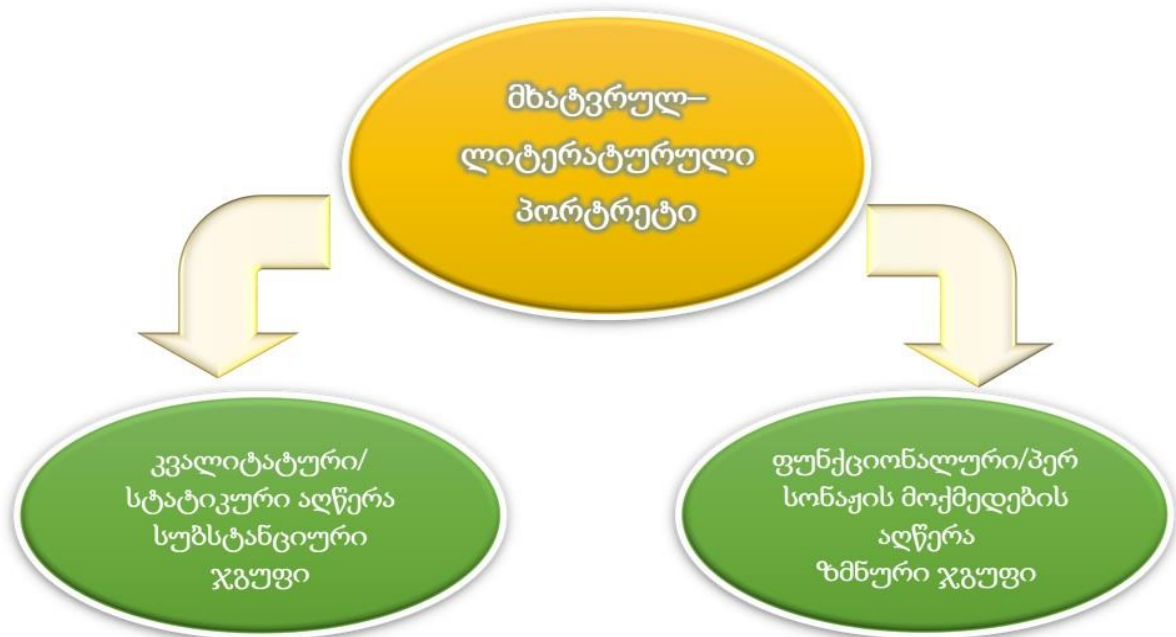 მხატვრულ–
ლიტერატურული
პორტრეტი
კვალიტატური/
სტატიკური აღწერა
სუბსტანციური
ჯგუფი
ფუნქციონალური/პერ
სონაჟის მოქმედების
აღწერა
ზმნური ჯგუფი